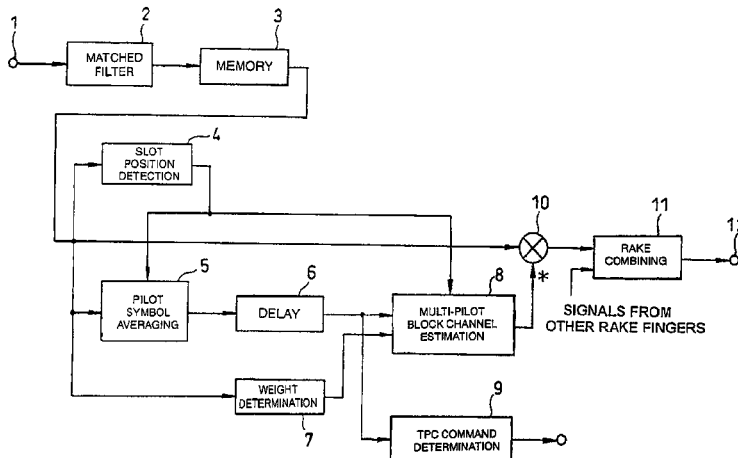 1
2
MATCHED
FILTER
3
MEMORY
4
SLOT
POSITION
DETECTION
5
PILOT
SYMBOL
AVERAGING
6
DELAY
WEIGHT
DETERMINATION
7
8
MULTI-PILOT
BLOCK CHANNEL
ESTIMATION
9
TPC COMMAND
DETERMINATION
10
*
11
RAKE
COMBINING
SIGNALS FROM
OTHER RAKE FINGERS